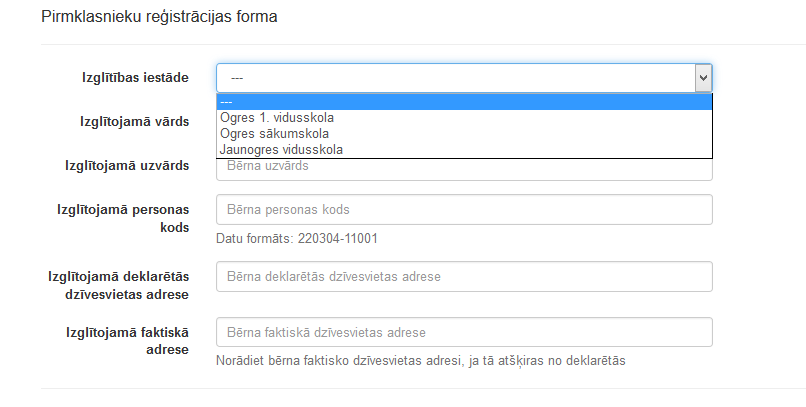 Pirmklasnieku reģistrācijas forma
Izglītības iestāde
---
---
Ogres 1. vidusskola
Ogres sākumskola
Jaunogres vidusskola
Izglītojamā vārds
Izglītojamā uzvārds
Bērna uzvārds
Izglītojamā personas
kods
Bērna personas kods
Datu formāts: 220304-11001
Izglītojamā deklarētās
dzīvesvietas adrese
Bērna deklarētās dzīvesvietas adrese
Izglītojamā faktiskā
adrese
Bērna faktiskā dzīvesvietas adrese
Norādiet bērna faktisko dzīvesvietas adresi, ja tā atšķiras no deklarētās